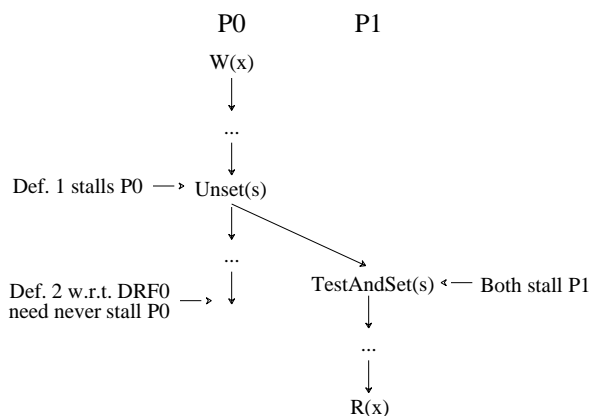 P0 P1
W(x)
...
Def. 1 stalls P0 Unset(s)
...
TestAndSet(s) Both stall P1
Def. 2 w.r.t. DRF0
need never stall P0
...
R(x)